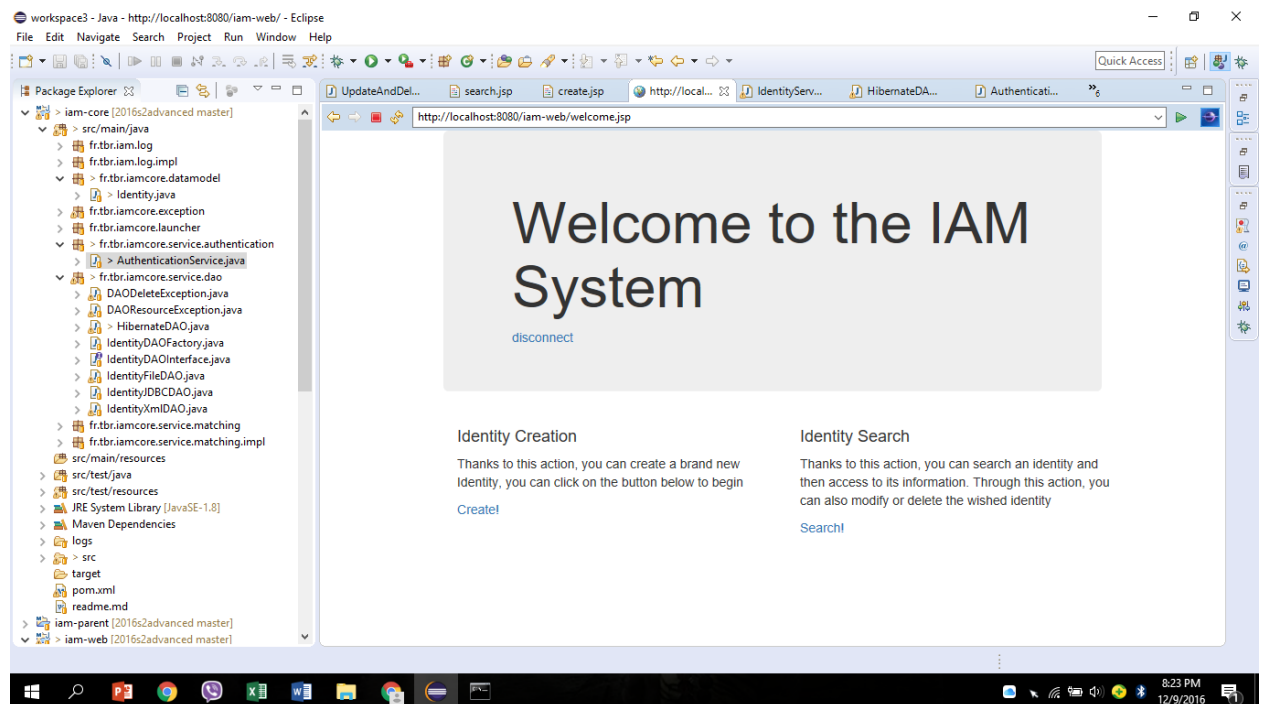 workspace3 - Java - http://localhost:8080/iam-web/ - Eclipse
File Edit Navigate Search Project Run Window Help
Quick Access
Package Explorer
UpdateAndDel...
search.jsp
create.jsp
http://local...
IdentityServ...
HibernateDA...
Authenticati...
»6
http://localhost:8080/iam-web/welcome.jsp
> iam-core [2016s2advanced master]
> src/main/java
fr.tbr.iam.log
fr.tbr.iam.log.impl
> fr.tbr.iamcore.datamodel
> Identity.java
fr.tbr.iamcore.exception
fr.tbr.iamcore.launcher
> fr.tbr.iamcore.service.authentication
> AuthenticationService.java
> fr.tbr.iamcore.service.dao
DAODeleteException.java
DAOResourceException.java
> HibernateDAO.java
IdentityDAOFactory.java
IdentityDAOInterface.java
IdentityFileDAO.java
IdentityJDBCDAO.java
IdentityXmlDAO.java
fr.tbr.iamcore.service.matching
fr.tbr.iamcore.service.matching.impl
src/main/resources
src/test/java
src/test/resources
JRE System Library [JavaSE-1.8]
Maven Dependencies
logs
> src
target
pom.xml
readme.md
iam-parent [2016s2advanced master]
> iam-web [2016s2advanced master]
Welcome to the IAM
System
disconnect
Identity Creation
Thanks to this action, you can create a brand new
Identity, you can click on the button below to begin
Create!
Identity Search
Thanks to this action, you can search an identity and
then access to its information. Through this action, you
can also modify or delete the wished identity
Search!
8:23 PM
12/9/2016